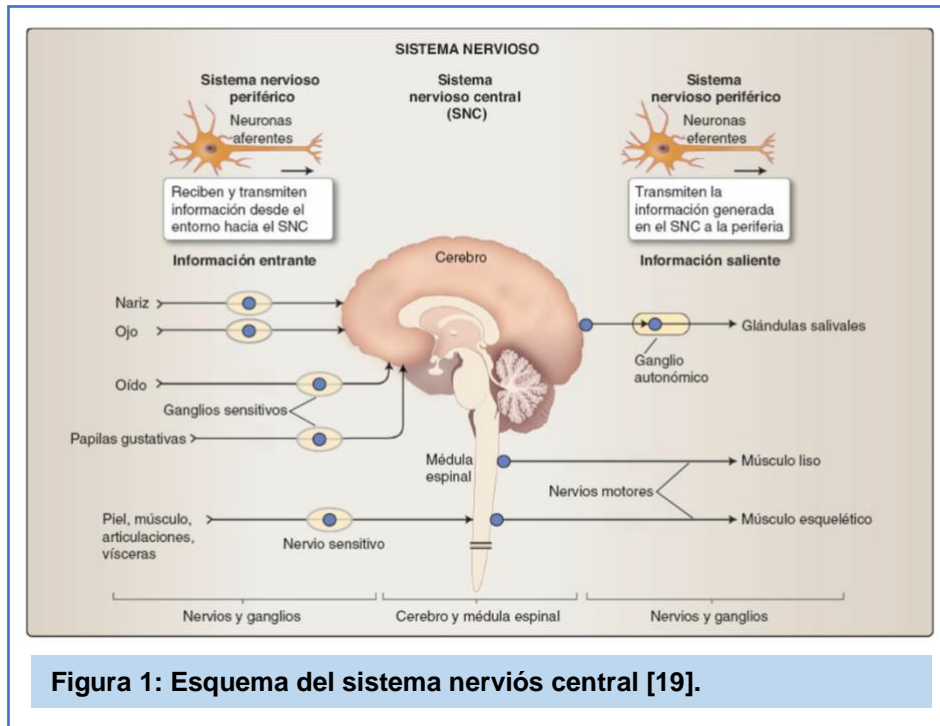 SISTEMA NERVIOSO
Sistema nervioso
periférico
Neuronas
aferentes
Reciben y transmiten
información desde el
entorno hacia el SNC
Información entrante
Sistema
nervioso central
(SNC)
Sistema
nervioso periférico
Neuronas
eferentes
Transmiten la
información generada
en el SNC a la periferia
Información saliente
Cerebro
Nariz
Ojo
Oído
Ganglios sensitivos
Papilas gustativas
Piel, músculo,
articulaciones,
vísceras
Nervio sensitivo
Médula
espinal
Glándulas salivales
Ganglio
autonómico
Músculo liso
Nervios motores
Músculo esquelético
Nervios y ganglios
Cerebro y médula espinal
Nervios y ganglios
Figura 1: Esquema del sistema nerviós central [19].